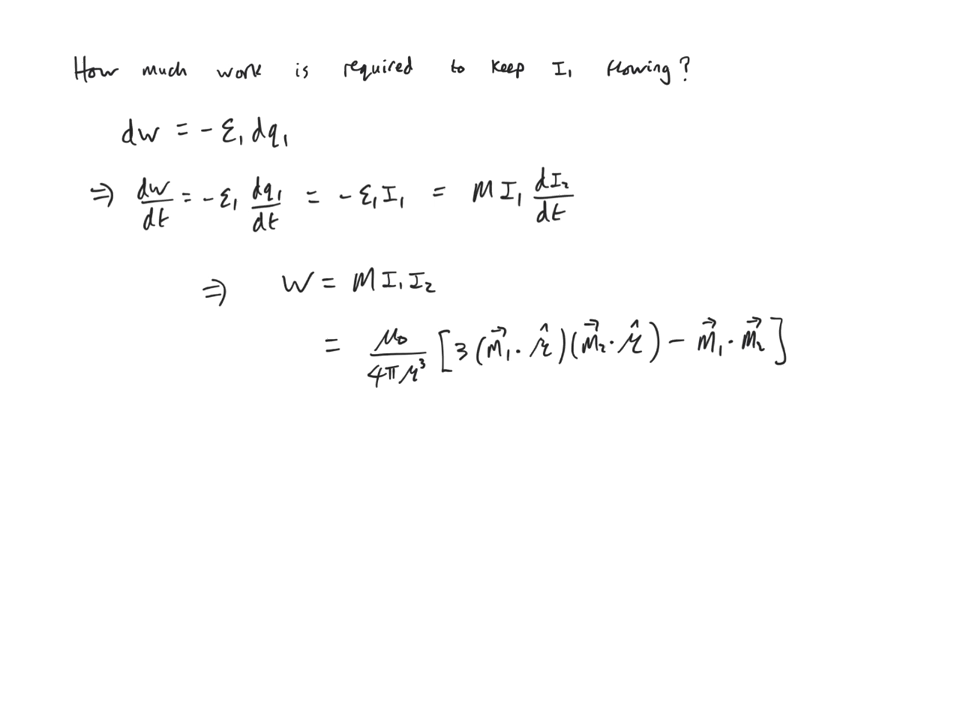 How much work is required to keep I₁ flowing?
dW = -ε₁ dq₁
⇒ dW/dt = -ε₁ dq₁/dt = -ε₁I₁ = M I₁ dI₂/dt
⇒ W = M I₁ I₂
= μ₀/4πr³ [3(m⃗₁·r̂)(m⃗₂·r̂) - m⃗₁·m⃗₂]